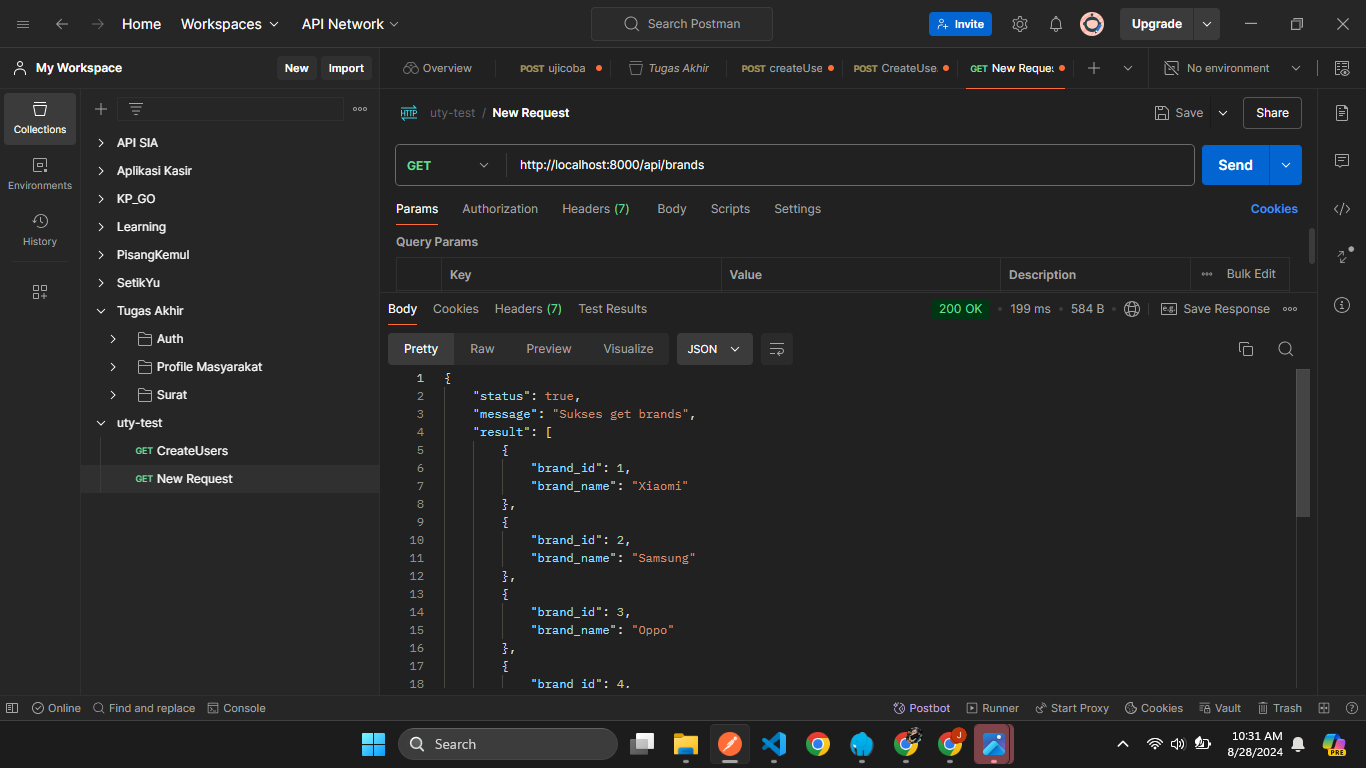 Home Workspaces API Network Search Postman Invite Upgrade
My Workspace New Import Overview POST ujicoba Tugas Akhir POST createUse POST CreateUse. GET New Reques No environment
HTTP uty-test / New Request Save Share
Collections
Environments
History
API SIA
Aplikasi Kasir
KP_GO
Learning
PisangKemul
SetikYu
Tugas Akhir
Auth
Profile Masyarakat
Surat
uty-test
GET CreateUsers
GET New Request
GET http://localhost:8000/api/brands Send
Params Authorization Headers (7) Body Scripts Settings Cookies
Query Params
Key Value Description Bulk Edit
Body Cookies Headers (7) Test Results 200 OK 199 ms 584 B e.g. Save Response
Pretty Raw Preview Visualize JSON
1 {
2 "status": true,
3 "message": "Sukses get brands",
4 "result": [
5 {
6 "brand_id": 1,
7 "brand_name": "Xiaomi"
8 },
9 {
10 "brand_id": 2,
11 "brand_name": "Samsung"
12 },
13 {
14 "brand_id": 3,
15 "brand_name": "Oppo"
16 },
17 {
18 "brand_id": 4,
Online Find and replace Console Postbot Runner Start Proxy Cookies Vault Trash
Search J 10:31 AM PRE
8/28/2024